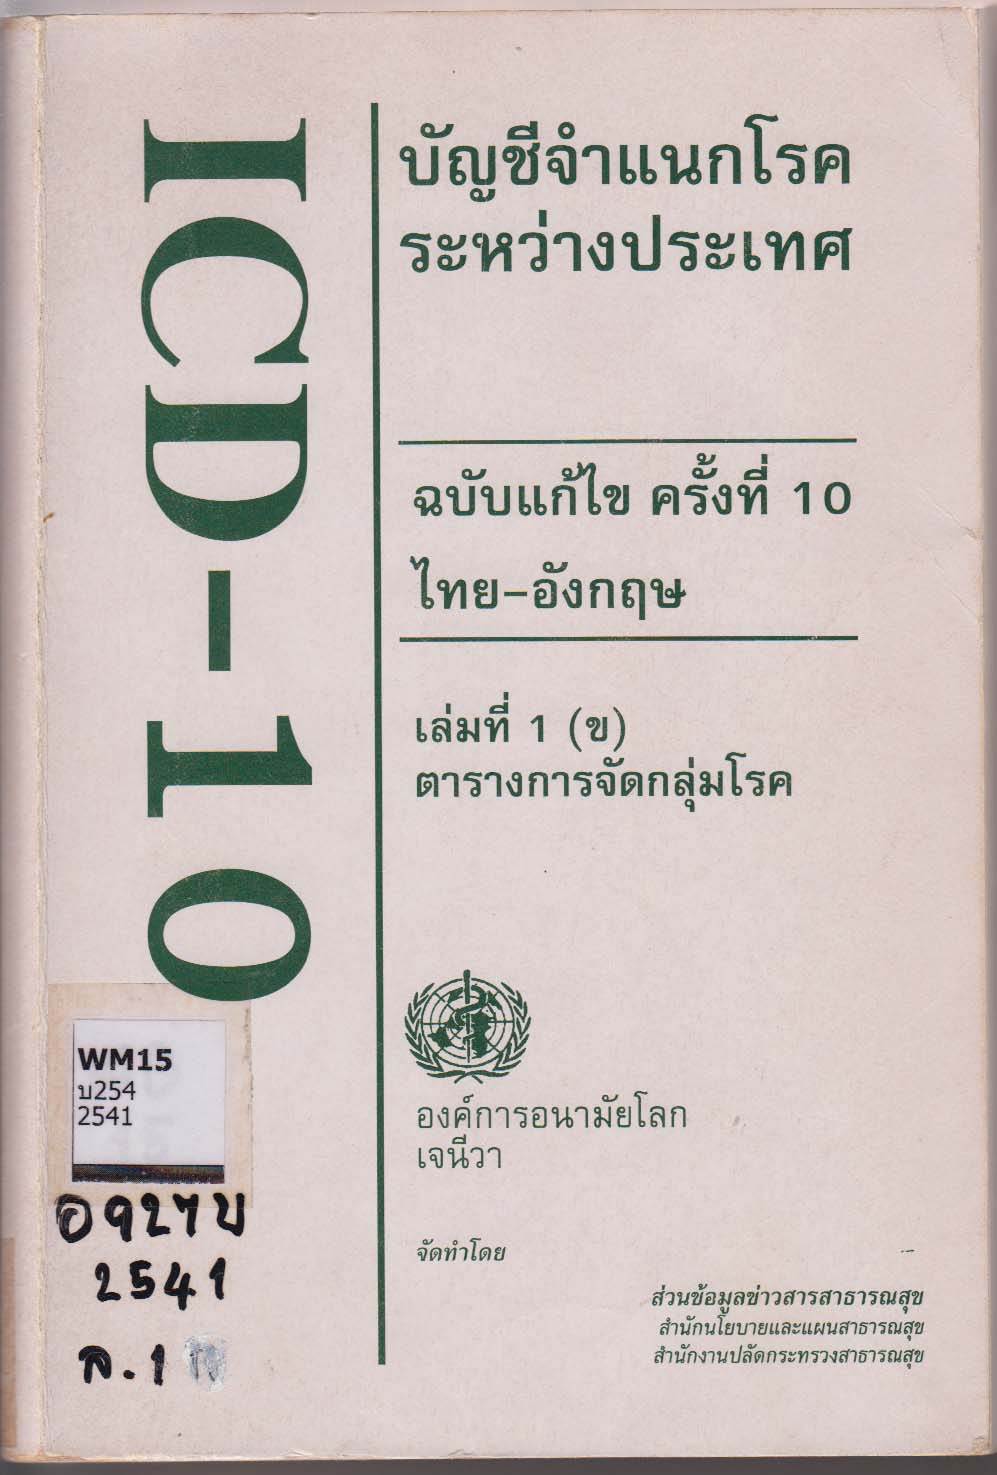 ICD-10
บัญชีจำแนกโรค
ระหว่างประเทศ
ฉบับแก้ไข ครั้งที่ 10
ไทย-อังกฤษ
เล่มที่ 1 (ข)
ตารางการจัดกลุ่มโรค
องค์การอนามัยโลก
เจนีวา
จัดทำโดย
ส่วนข้อมูลข่าวสารสาธารณสุข
สำนักนโยบายและแผนสาธารณสุข
สำนักงานปลัดกระทรวงสาธารณสุข
WM15
บ254
2541
อ927บ
2541
ล.1